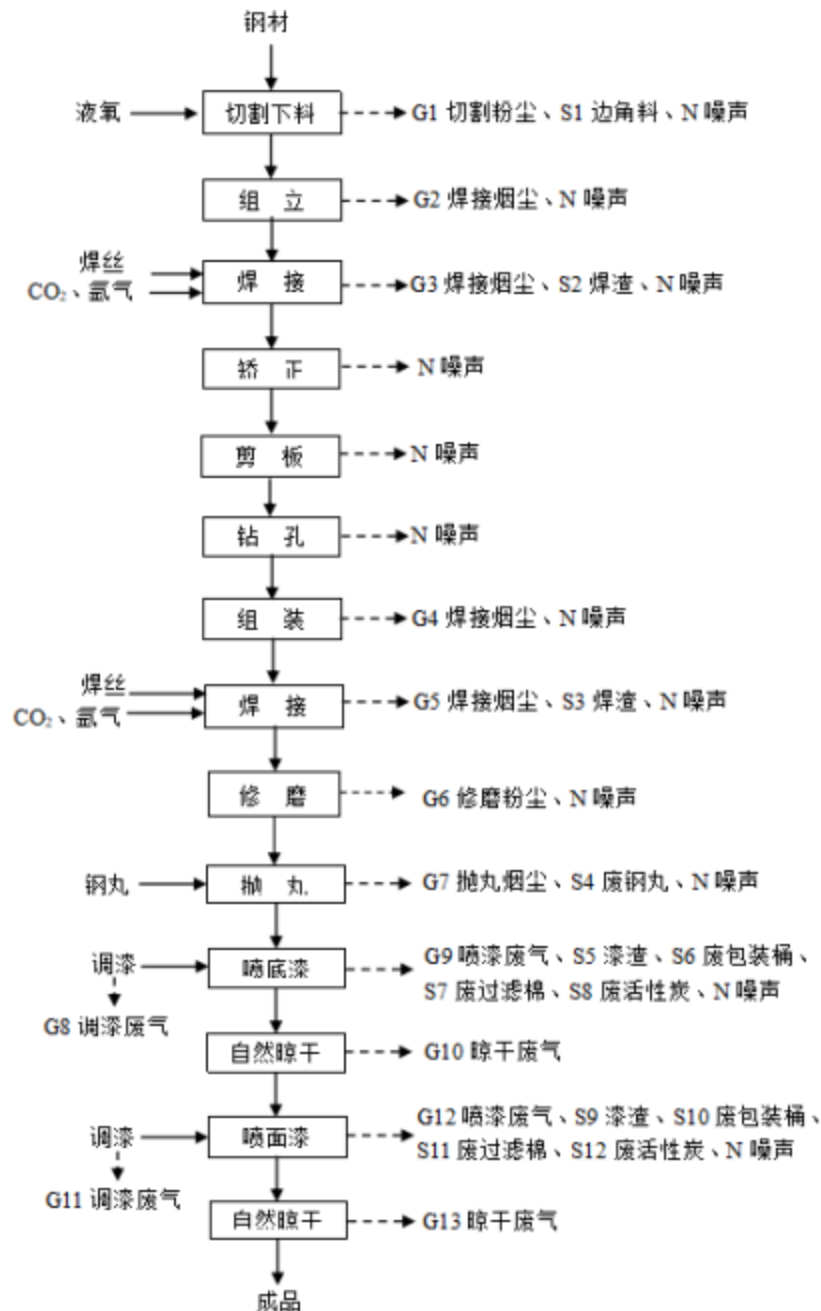 钢材
液氧
切割下料
G1 切割粉尘、S1 边角料、N 噪声
组 立
G2 焊接烟尘、N 噪声
焊丝
CO₂、氩气
焊 接
G3 焊接烟尘、S2 焊渣、N 噪声
矫 正
N 噪声
剪 板
N 噪声
钻 孔
N 噪声
组 装
G4 焊接烟尘、N 噪声
焊丝
CO₂、氩气
焊 接
G5 焊接烟尘、S3 焊渣、N 噪声
修 磨
G6 修磨粉尘、N 噪声
钢丸
抛 丸
G7 抛丸烟尘、S4 废钢丸、N 噪声
调漆
G8 调漆废气
喷底漆
G9 喷漆废气、S5 漆渣、S6 废包装桶、
S7 废过滤棉、S8 废活性炭、N 噪声
自然晾干
G10 晾干废气
调漆
G11 调漆废气
喷面漆
G12 喷漆废气、S9 漆渣、S10 废包装桶、
S11 废过滤棉、S12 废活性炭、N 噪声
自然晾干
G13 晾干废气
成品